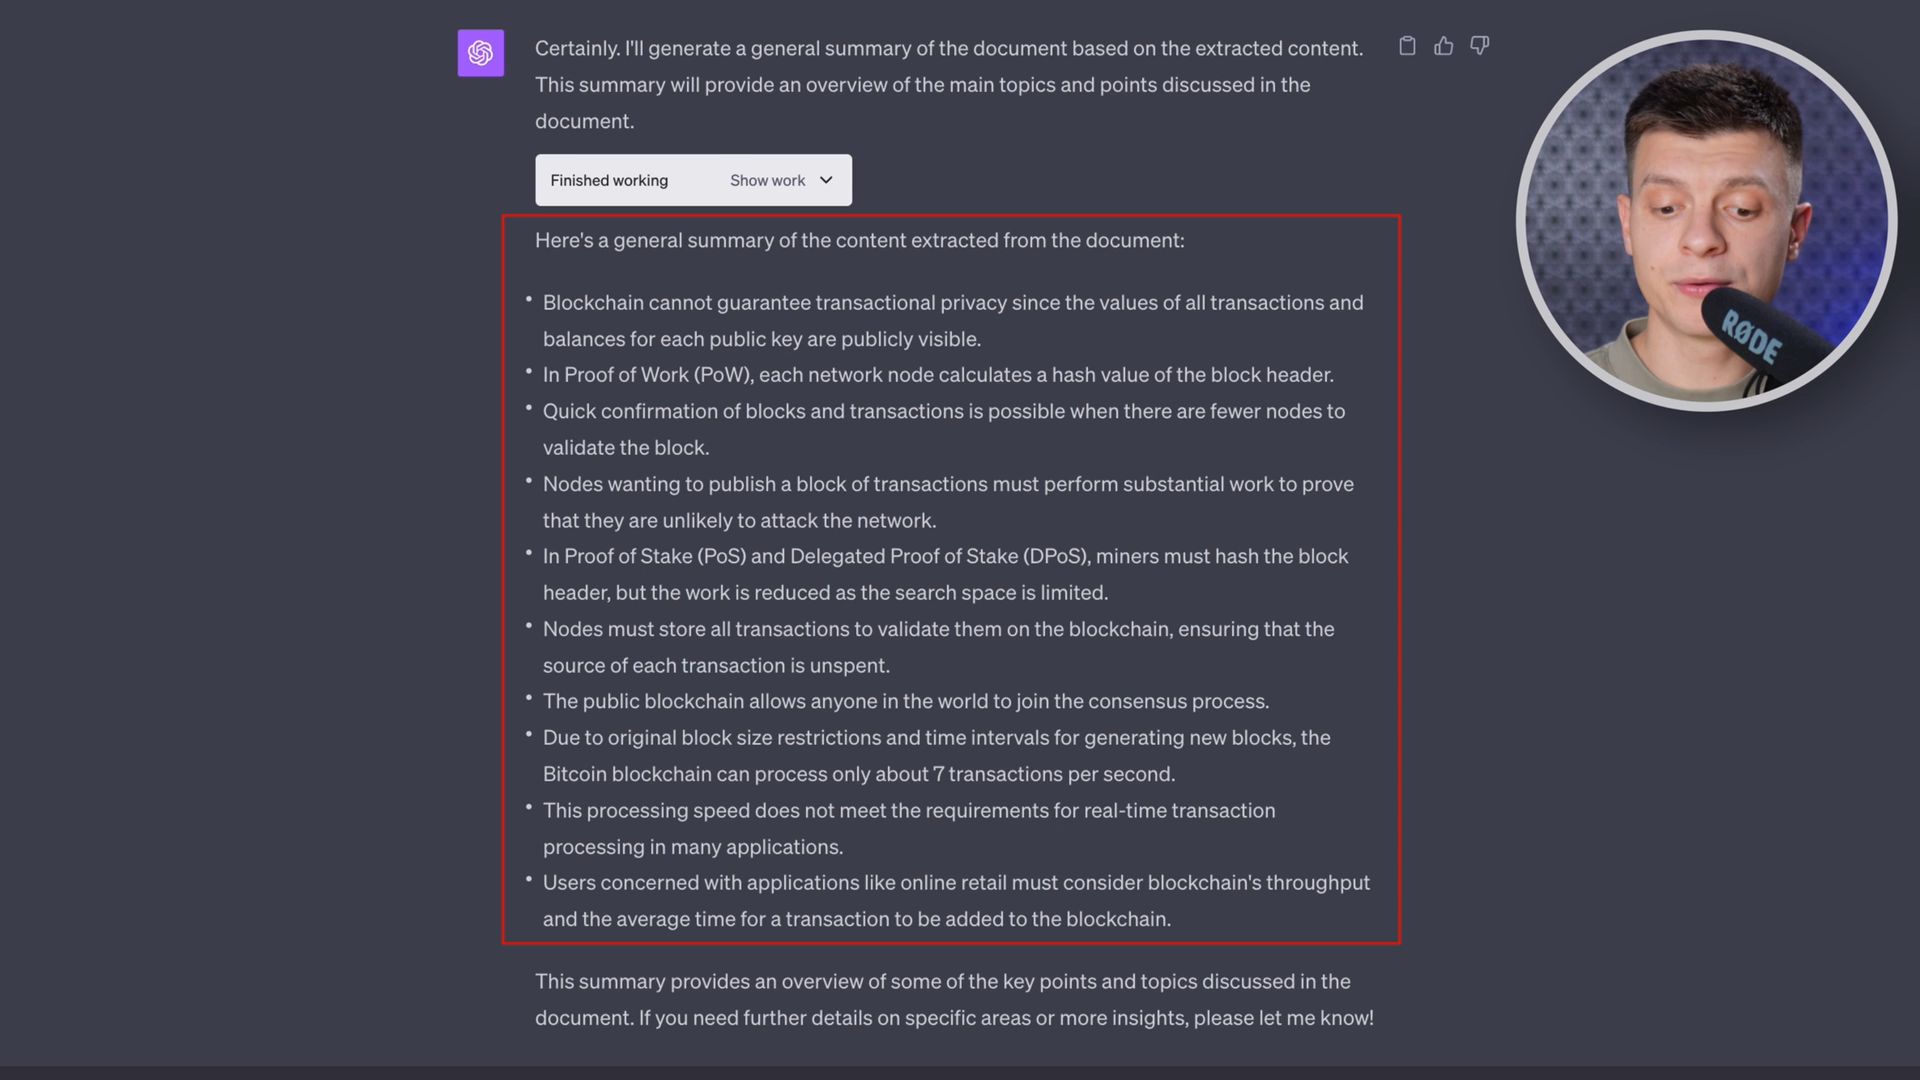 Certainly. I'll generate a general summary of the document based on the extracted content.
This summary will provide an overview of the main topics and points discussed in the
document.
Finished working Show work
Here's a general summary of the content extracted from the document:
• Blockchain cannot guarantee transactional privacy since the values of all transactions and
balances for each public key are publicly visible.
• In Proof of Work (PoW), each network node calculates a hash value of the block header.
• Quick confirmation of blocks and transactions is possible when there are fewer nodes to
validate the block.
• Nodes wanting to publish a block of transactions must perform substantial work to prove
that they are unlikely to attack the network.
• In Proof of Stake (PoS) and Delegated Proof of Stake (DPoS), miners must hash the block
header, but the work is reduced as the search space is limited.
• Nodes must store all transactions to validate them on the blockchain, ensuring that the
source of each transaction is unspent.
• The public blockchain allows anyone in the world to join the consensus process.
• Due to original block size restrictions and time intervals for generating new blocks, the
Bitcoin blockchain can process only about 7 transactions per second.
• This processing speed does not meet the requirements for real-time transaction
processing in many applications.
• Users concerned with applications like online retail must consider blockchain's throughput
and the average time for a transaction to be added to the blockchain.
This summary provides an overview of some of the key points and topics discussed in the
document. If you need further details on specific areas or more insights, please let me know!
RØDE